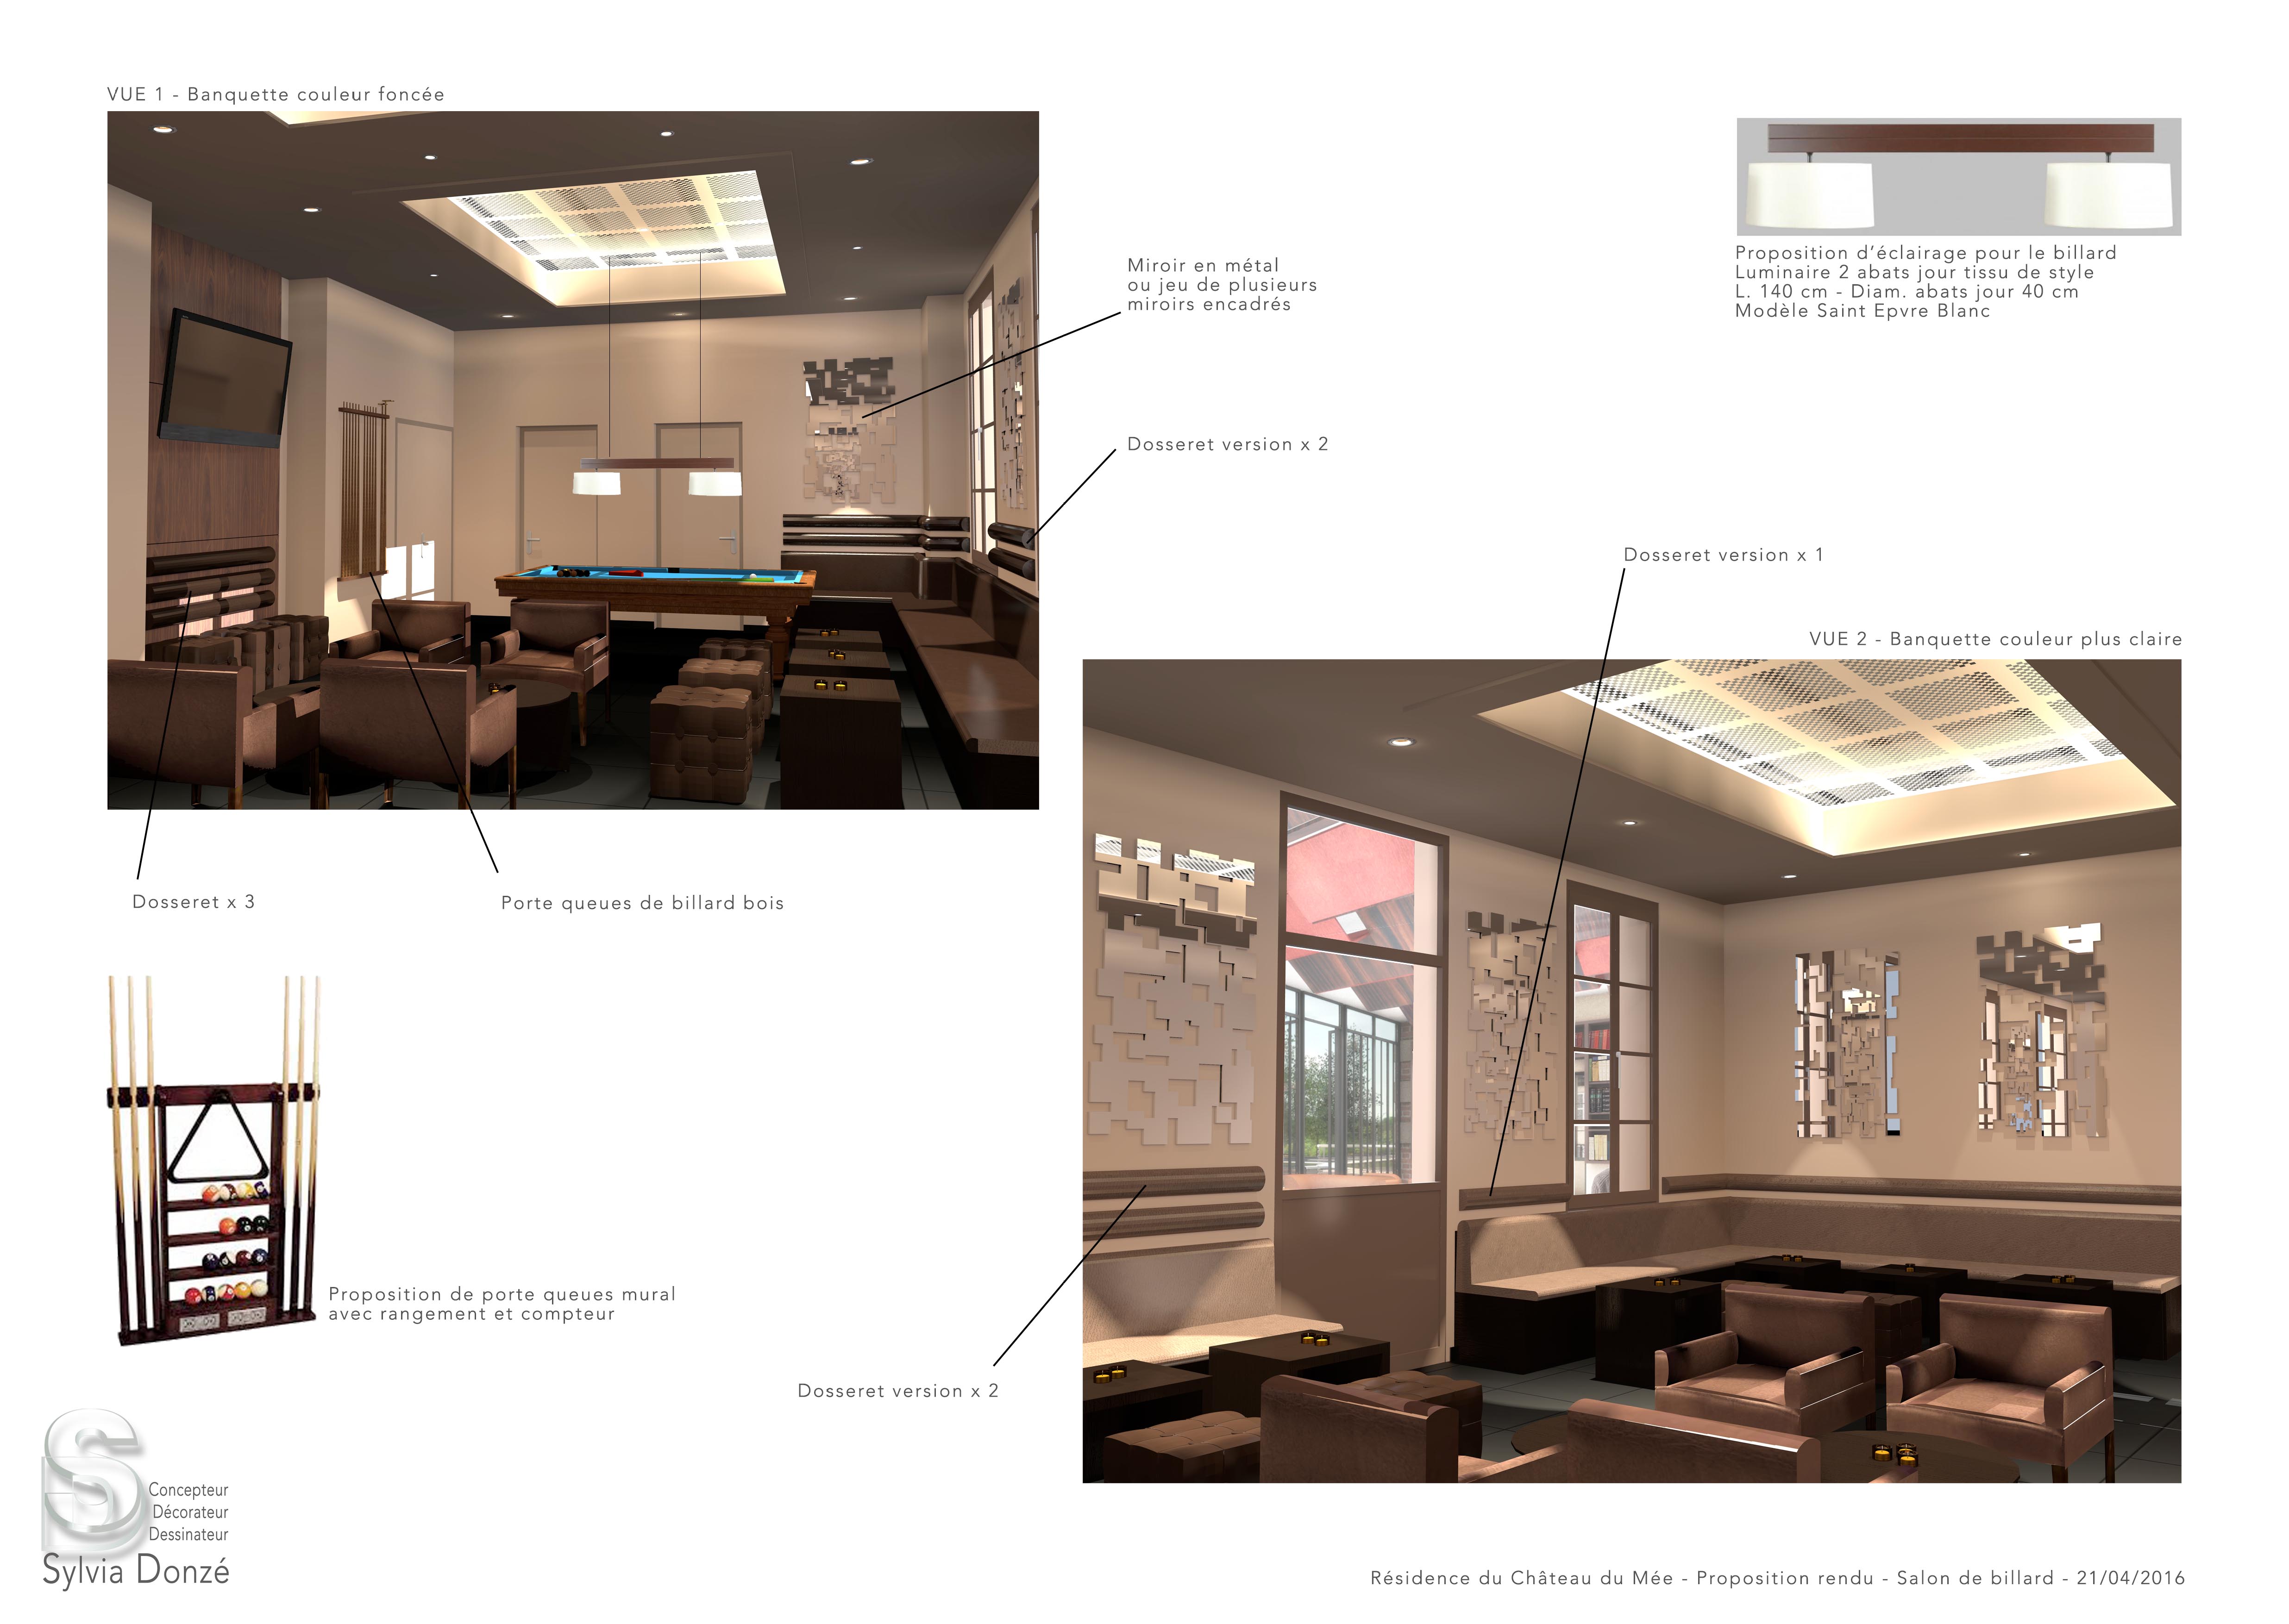 VUE 1 - Banquette couleur foncée
Proposition d'éclairage pour le billard
Luminaire 2 abats jour tissu de style
L. 140 cm - Diam. abats jour 40 cm
Modèle Saint Epvre Blanc
Miroir en métal
ou jeu de plusieurs
miroirs encadrés
Dosseret version x 2
Dosseret version x 1
VUE 2 - Banquette couleur plus claire
Dosseret x 3
Porte queues de billard bois
Proposition de porte queues mural
avec rangement et compteur
Dosseret version x 2
Concepteur
Décorateur
Dessinateur
Sylvia Donzé
Résidence du Château du Mée - Proposition rendu - Salon de billard - 21/04/2016